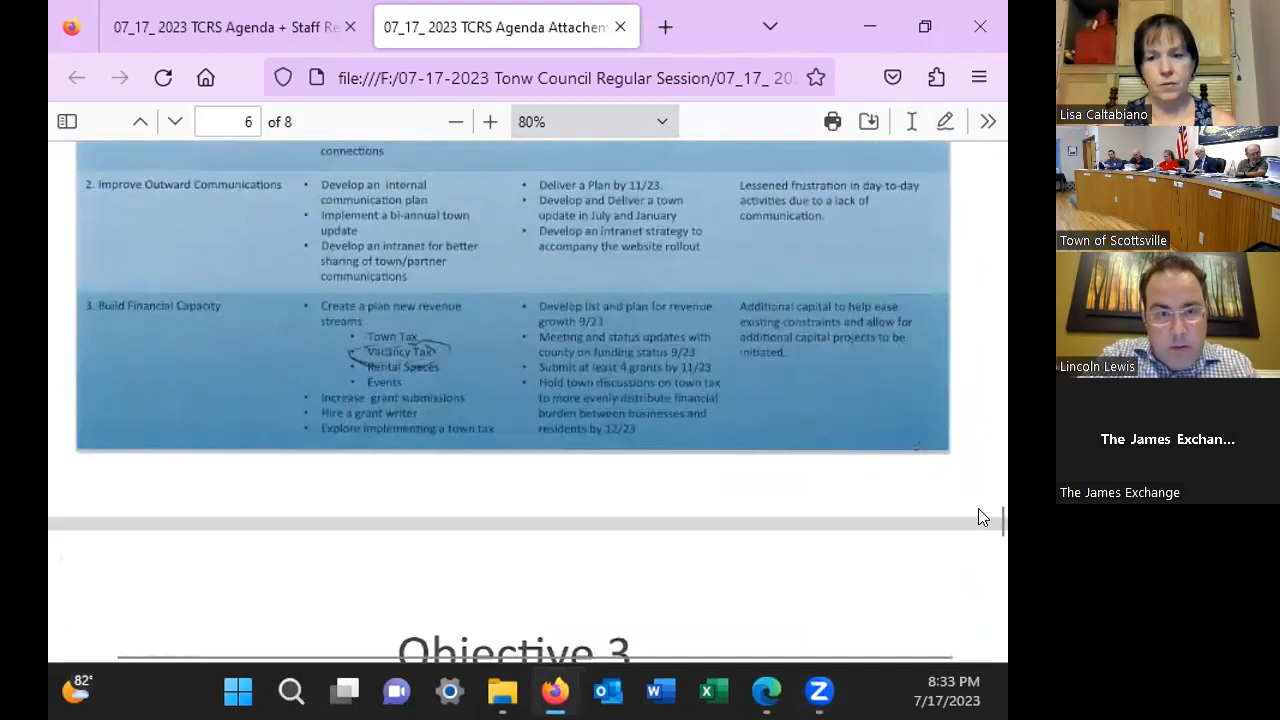 07_17_ 2023 TCRS Agenda + Staff Re
07_17_ 2023 TCRS Agenda Attachem
file:///F:/07-17-2023 Tonw Council Regular Session/07_17_ 20
6 of 8
80%
connections
2. Improve Outward Communications
• Develop an internal
communication plan
• Implement a bi-annual town
update
• Develop an intranet for better
sharing of town/partner
communications
• Deliver a Plan by 11/23.
• Develop and Deliver a town
update in July and January
• Develop an intranet strategy to
accompany the website rollout
Lessened frustration in day-to-day
activities due to a lack of
communication.
3. Build Financial Capacity
• Create a plan new revenue
streams
• Town Tax
• Vacancy Tax
• Rental Spaces
• Events
• Increase grant submissions
• Hire a grant writer
• Explore implementing a town tax
• Develop list and plan for revenue
growth 9/23
• Meeting and status updates with
county on funding status 9/23
• Submit at least 4 grants by 11/23
• Hold town discussions on town tax
to more evenly distribute financial
burden between businesses and
residents by 12/23
Additional capital to help ease
existing constraints and allow for
additional capital projects to be
initiated.
Objective 3
82°
8:33 PM
7/17/2023
Lisa Caltabiano
Town of Scottsville
Lincoln Lewis
The James Exchan...
The James Exchange